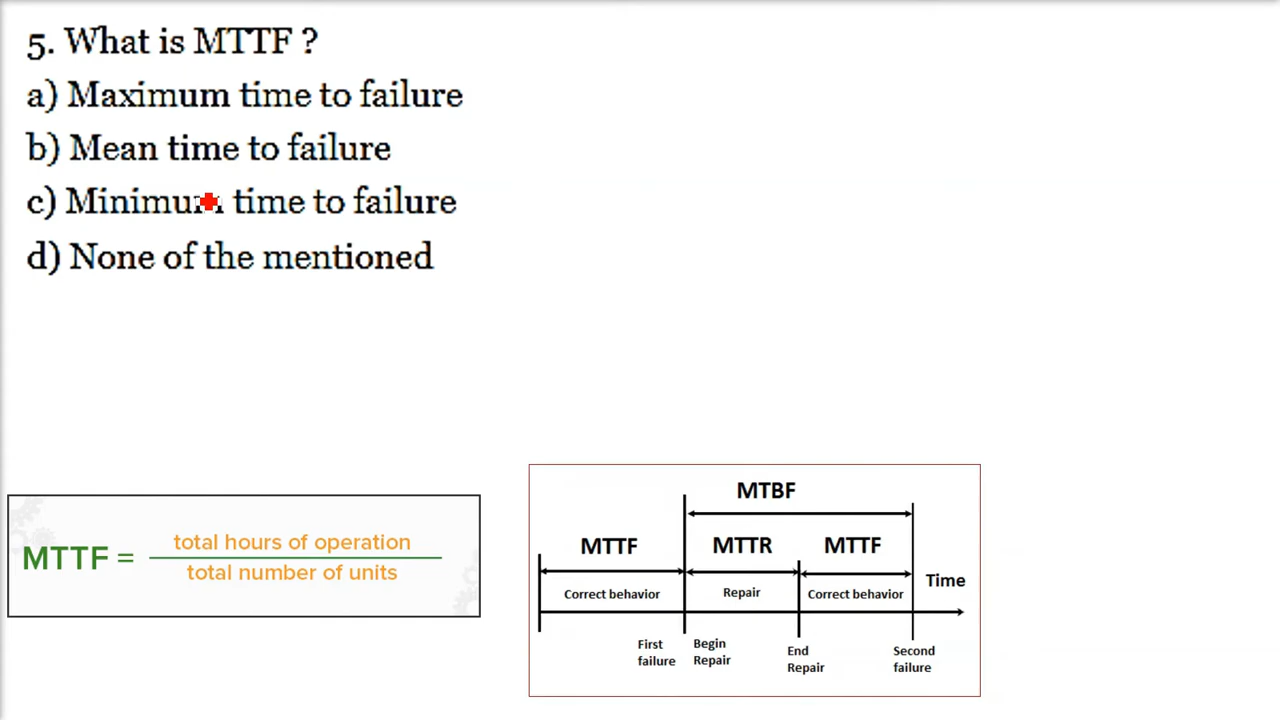 5. What is MTTF ?
a) Maximum time to failure
b) Mean time to failure
c) Minimum time to failure
d) None of the mentioned
MTTF = total hours of operation
total number of units
MTBF
MTTF MTTR MTTF
Time
Correct behavior Repair Correct behavior
First failure
Begin Repair
End Repair
Second failure